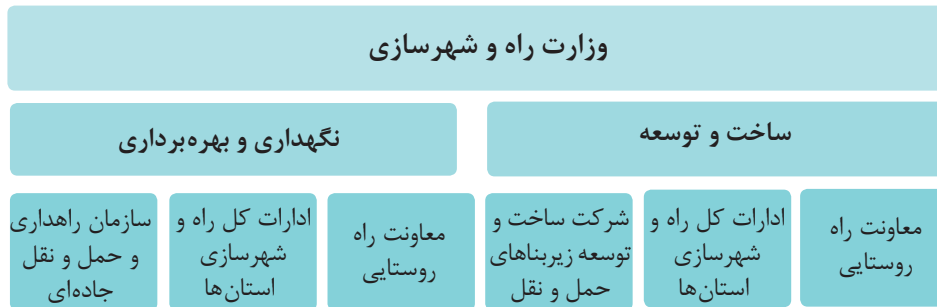 وزارت راه و شهرسازی
ساخت و توسعه
نگهداری و بهره‌برداری
معاونت راه
روستایی
ادارات کل راه و
شهرسازی
استان‌ها
شرکت ساخت و
توسعه زیربناهای
حمل و نقل
معاونت راه
روستایی
ادارات کل راه و
شهرسازی
استان‌ها
سازمان راهداری
و حمل و نقل
جاده‌ای